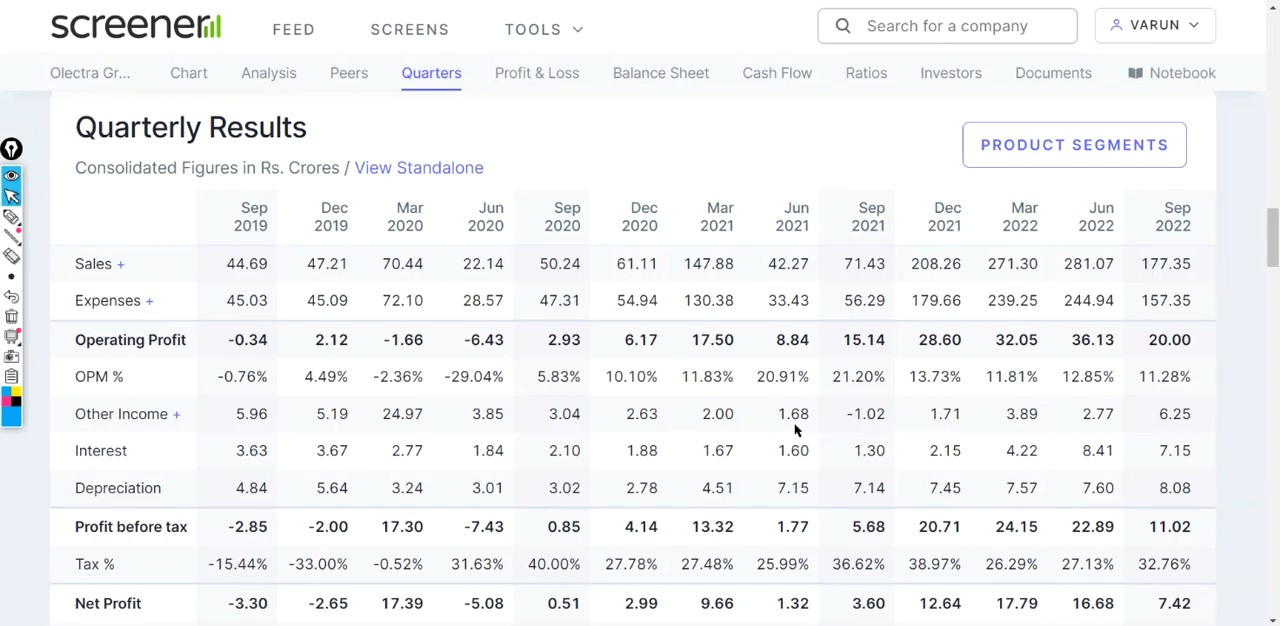 screener
FEED SCREENS TOOLS
Search for a company
VARUN
Olectra Gr... Chart Analysis Peers Quarters Profit & Loss Balance Sheet Cash Flow Ratios Investors Documents Notebook
Quarterly Results
PRODUCT SEGMENTS
Consolidated Figures in Rs. Crores / View Standalone
Sep Dec Mar Jun Sep Dec Mar Jun Sep Dec Mar Jun Sep
2019 2019 2020 2020 2020 2020 2021 2021 2021 2021 2022 2022 2022
Sales + 44.69 47.21 70.44 22.14 50.24 61.11 147.88 42.27 71.43 208.26 271.30 281.07 177.35
Expenses + 45.03 45.09 72.10 28.57 47.31 54.94 130.38 33.43 56.29 179.66 239.25 244.94 157.35
Operating Profit -0.34 2.12 -1.66 -6.43 2.93 6.17 17.50 8.84 15.14 28.60 32.05 36.13 20.00
OPM % -0.76% 4.49% -2.36% -29.04% 5.83% 10.10% 11.83% 20.91% 21.20% 13.73% 11.81% 12.85% 11.28%
Other Income + 5.96 5.19 24.97 3.85 3.04 2.63 2.00 1.68 -1.02 1.71 3.89 2.77 6.25
Interest 3.63 3.67 2.77 1.84 2.10 1.88 1.67 1.60 1.30 2.15 4.22 8.41 7.15
Depreciation 4.84 5.64 3.24 3.01 3.02 2.78 4.51 7.15 7.14 7.45 7.57 7.60 8.08
Profit before tax -2.85 -2.00 17.30 -7.43 0.85 4.14 13.32 1.77 5.68 20.71 24.15 22.89 11.02
Tax % -15.44% -33.00% -0.52% 31.63% 40.00% 27.78% 27.48% 25.99% 36.62% 38.97% 26.29% 27.13% 32.76%
Net Profit -3.30 -2.65 17.39 -5.08 0.51 2.99 9.66 1.32 3.60 12.64 17.79 16.68 7.42